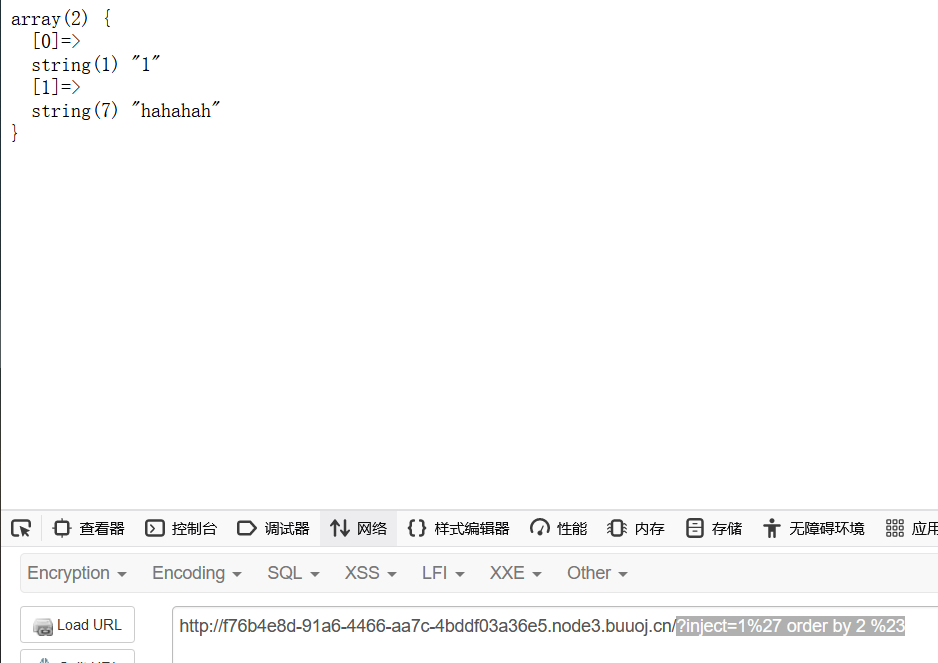 array(2) {
[0]=>
string(1) "1"
[1]=>
string(7) "hahahah"
}
查看器 控制台 调试器 网络 样式编辑器 性能 内存 存储 无障碍环境 应用
Encryption Encoding SQL XSS LFI XXE Other
Load URL http://f76b4e8d-91a6-4466-aa7c-4bddf03a36e5.node3.buuoj.cn/?inject=1%27 order by 2 %23